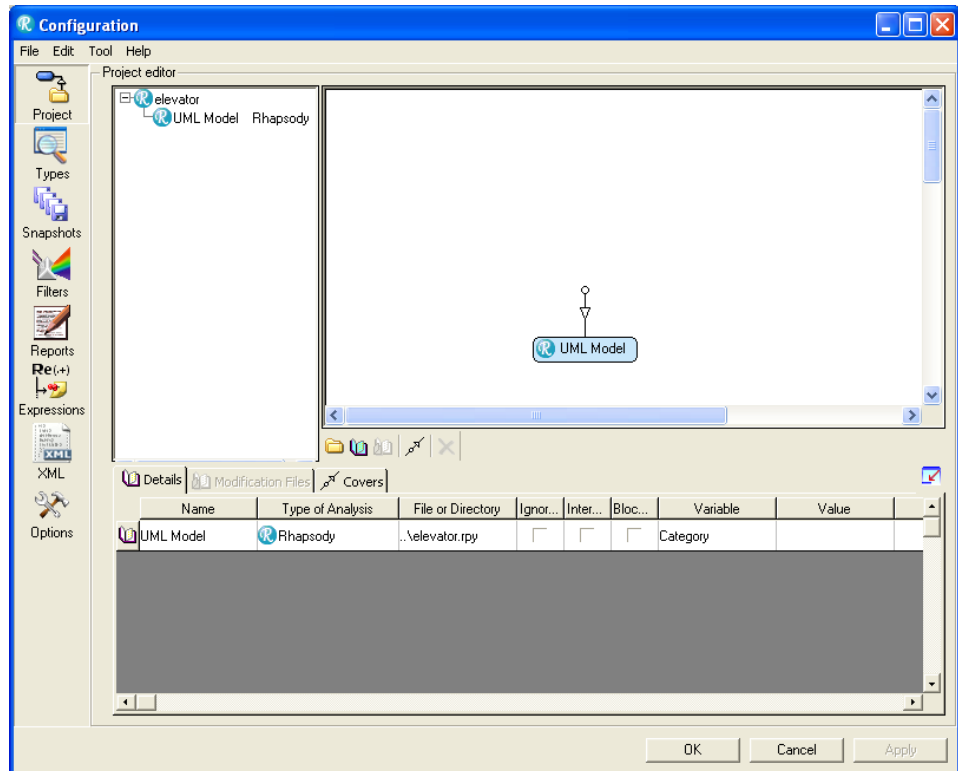 Configuration
File Edit Tool Help
Project editor
Project
Types
Snapshots
Filters
Reports
Re(.+)
Expressions
XML
XML
Options
elevator
UML Model Rhapsody
UML Model
Details Modification Files Covers
Name Type of Analysis File or Directory Ignor... Inter... Bloc... Variable Value
UML Model Rhapsody ..\elevator.rpy Category
OK Cancel Apply